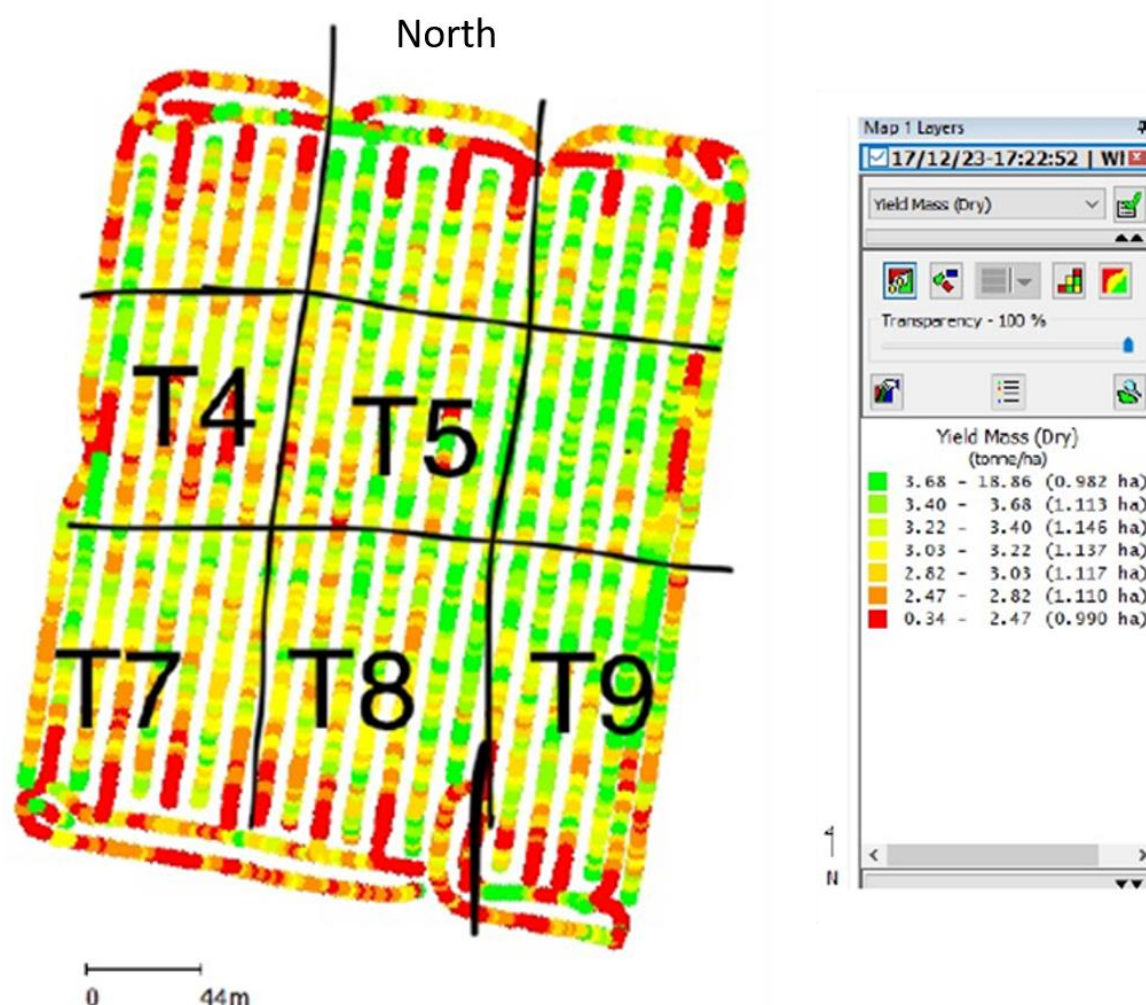 North
T4
T5
T7
T8
T9
0 44m
Map 1 Layers
17/12/23-17:22:52 | WI
Yield Mass (Dry)
Transparency - 100 %
Yield Mass (Dry)
(tonne/ha)
3.68 - 18.86 (0.982 ha)
3.40 - 3.68 (1.113 ha)
3.22 - 3.40 (1.146 ha)
3.03 - 3.22 (1.137 ha)
2.82 - 3.03 (1.117 ha)
2.47 - 2.82 (1.110 ha)
0.34 - 2.47 (0.990 ha)
N